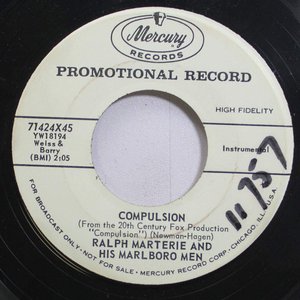 Mercury
RECORDS
PROMOTIONAL RECORD
HIGH FIDELITY
71424X45
YW18194
Weiss &
Barry
(BMI) 2:05
Instrumental
COMPULSION
(From the 20th Century Fox Production
"Compulsion") (Newman-Hagen)
RALPH MARTERIE AND
HIS MARLBORO MEN
FOR BROADCAST ONLY-NOT FOR SALE - MERCURY RECORD CORP. - CHICAGO, ILL. - U.S.A.